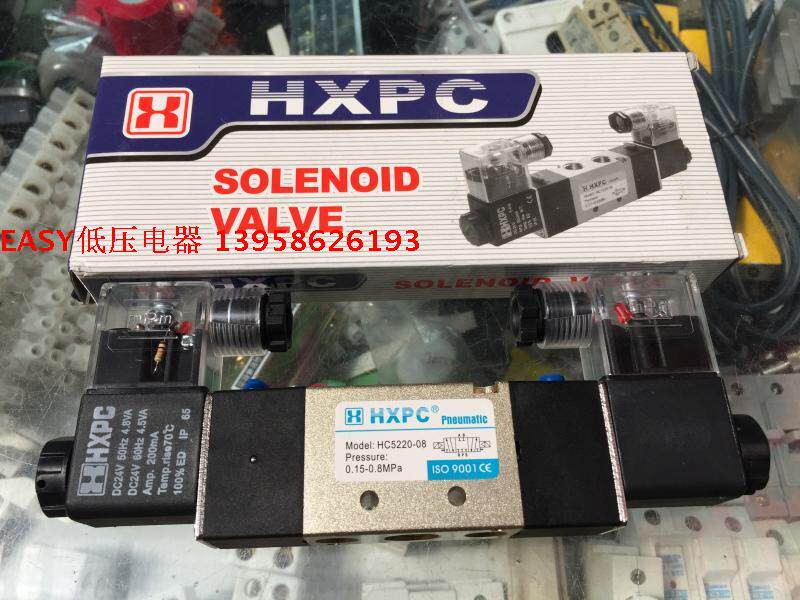 HXPC
SOLENOID
VALVE
HXPC
EASY低压电器 13958626193
SOLENOID
HXPC
DC24V 50Hz 4.8VA
DC24V 60Hz 4.5VA
Amp. 200mA
Temp.rise70℃
100%ED IP 65
HXPC® Pneumatic
Model: HC5220-08
Pressure:
0.15-0.8MPa
ISO 9001 CE